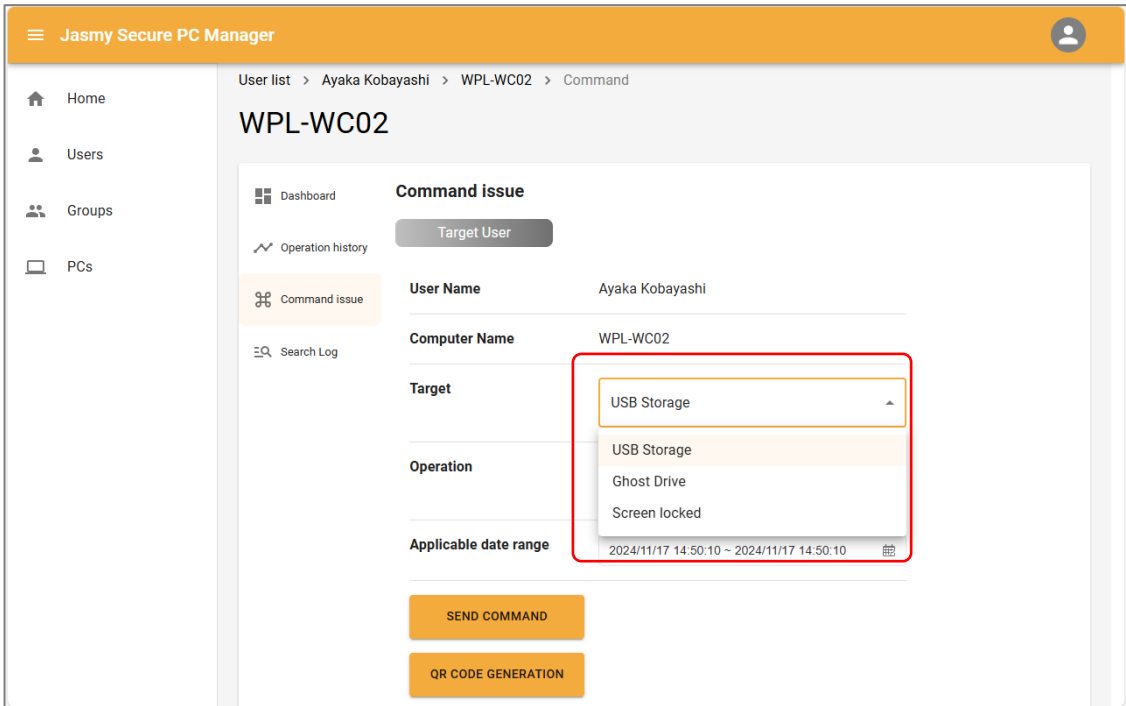 Jasmy Secure PC Manager
Home
Users
Groups
PCs
User list > Ayaka Kobayashi > WPL-WC02 > Command
WPL-WC02
Dashboard
Operation history
Command issue
Search Log
Command issue
Target User
User Name Ayaka Kobayashi
Computer Name WPL-WC02
Target USB Storage
USB Storage
Operation Ghost Drive
Screen locked
Applicable date range 2024/11/17 14:50:10 ~ 2024/11/17 14:50:10
SEND COMMAND
QR CODE GENERATION